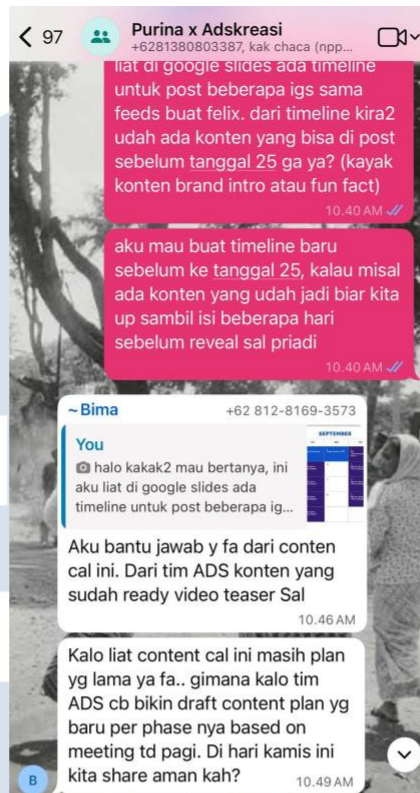 97
Purina x Adskreasi
+6281380803387, kak chaca (npp...
liat di google slides ada timeline
untuk post beberapa igs sama
feeds buat felix. dari timeline kira2
udah ada konten yang bisa di post
sebelum tanggal 25 ga ya? (kayak
konten brand intro atau fun fact)
10.40 AM
aku mau buat timeline baru
sebelum ke tanggal 25, kalau misal
ada konten yang udah jadi biar kita
up sambil isi beberapa hari
sebelum reveal sal priadi
10.40 AM
~Bima +62 812-8169-3573
You
halo kakak2 mau bertanya, ini
aku liat di google slides ada
timeline untuk post beberapa ig...
SEPTEMBER
Aku bantu jawab y fa dari conten
cal ini. Dari tim ADS konten yang
sudah ready video teaser Sal
10.46 AM
Kalo liat content cal ini masih plan
yg lama ya fa.. gimana kalo tim
ADS cb bikin draft content plan yg
baru per phase nya based on
meeting td pagi. Di hari kamis ini
kita share aman kah?
10.49 AM
B